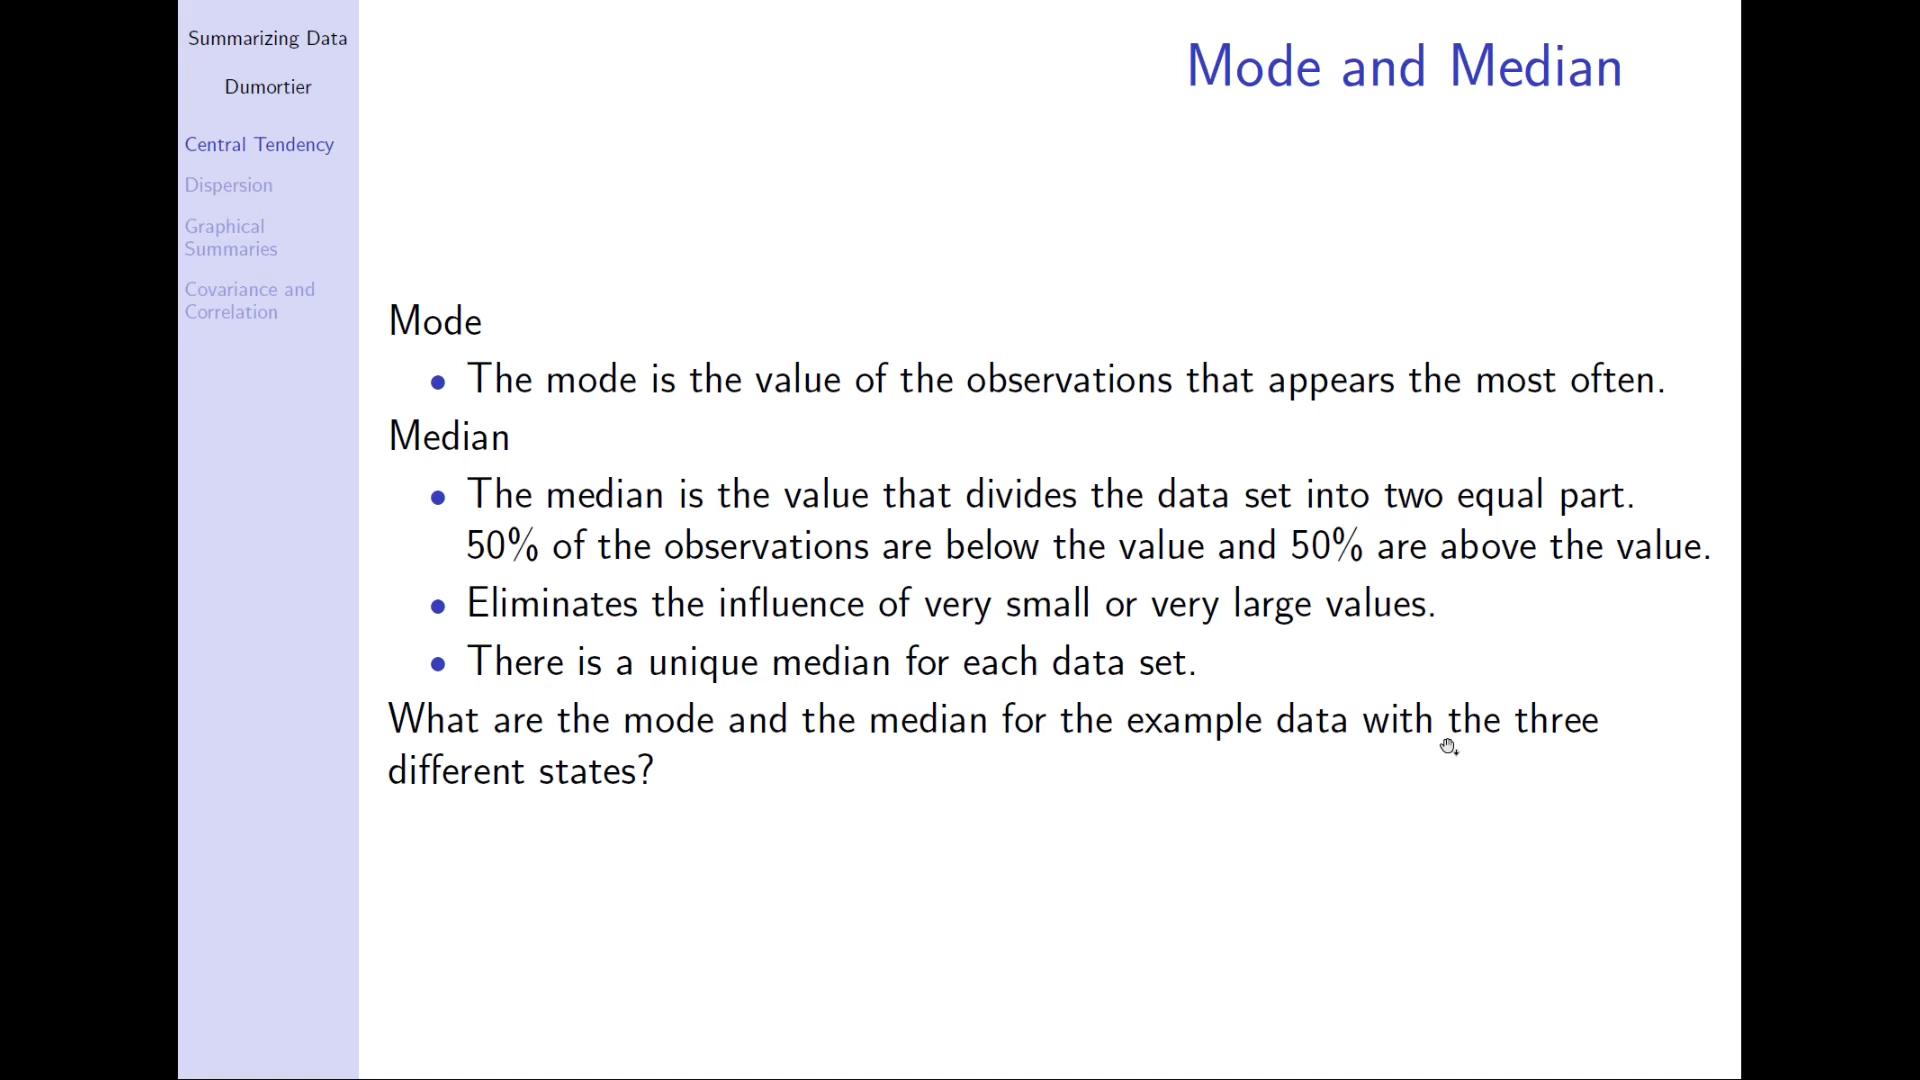 Summarizing Data
Dumortier
Central Tendency
Dispersion
Graphical
Summaries
Covariance and
Correlation
Mode and Median
Mode
• The mode is the value of the observations that appears the most often.
Median
• The median is the value that divides the data set into two equal part.
50% of the observations are below the value and 50% are above the value.
• Eliminates the influence of very small or very large values.
• There is a unique median for each data set.
What are the mode and the median for the example data with the three
different states?